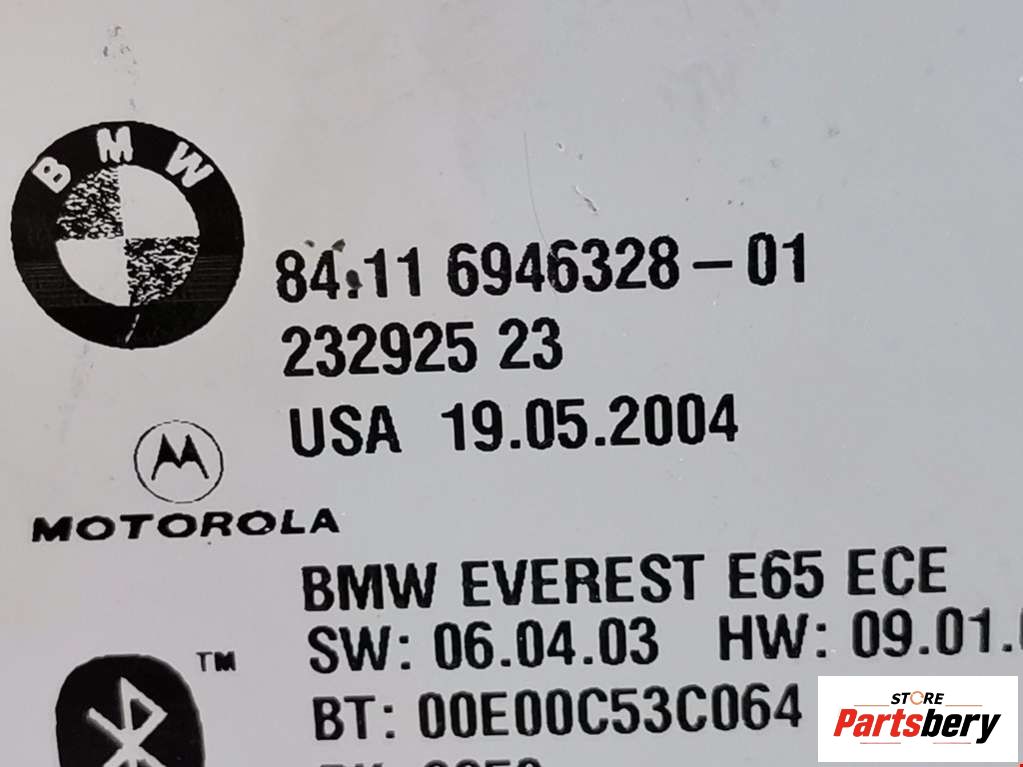 BMW
84.11 6946328-01
232925 23
USA 19.05.2004
MOTOROLA
BMW EVEREST E65 ECE
TM
SW: 06.04.03 HW: 09.01.
BT: 00E00C53C064
STORE
Partsbery